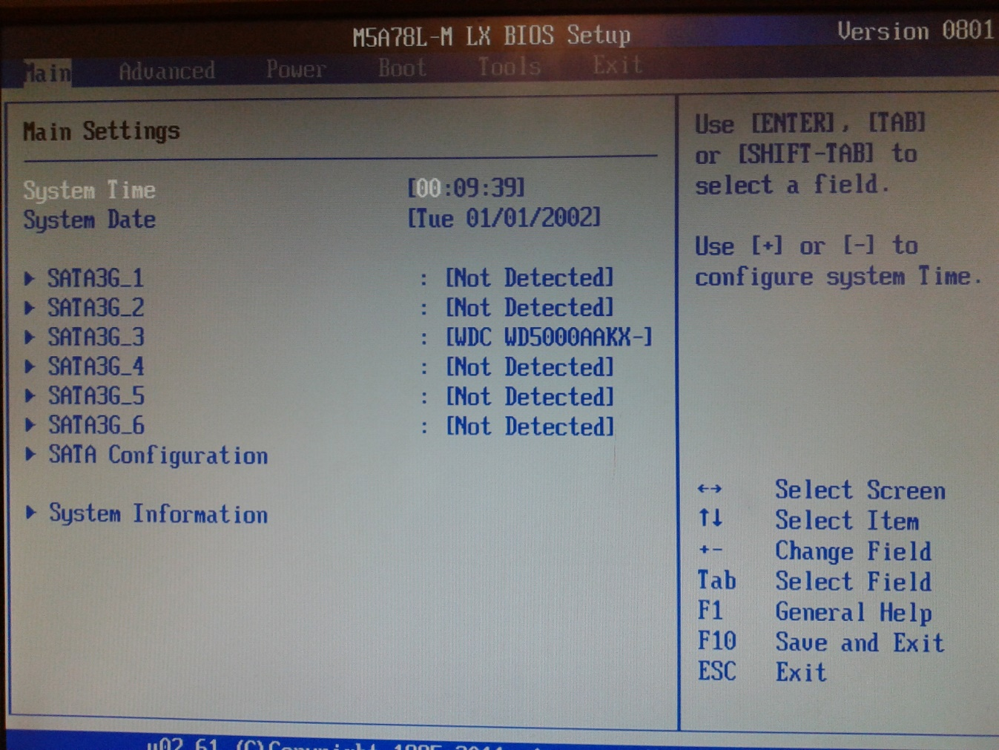 M5A78L-M LX BIOS Setup Version 0801
Main Advanced Power Boot Tools Exit
Main Settings
System Time [00:09:39]
System Date [Tue 01/01/2002]
SATA3G_1 : [Not Detected]
SATA3G_2 : [Not Detected]
SATA3G_3 : [WDC WD5000AAKX-]
SATA3G_4 : [Not Detected]
SATA3G_5 : [Not Detected]
SATA3G_6 : [Not Detected]
SATA Configuration
System Information
Use [ENTER], [TAB]
or [SHIFT-TAB] to
select a field.
Use [+] or [-] to
configure system Time.
←→ Select Screen
↑↓ Select Item
+- Change Field
Tab Select Field
F1 General Help
F10 Save and Exit
ESC Exit
v02.61 (C)Copyright